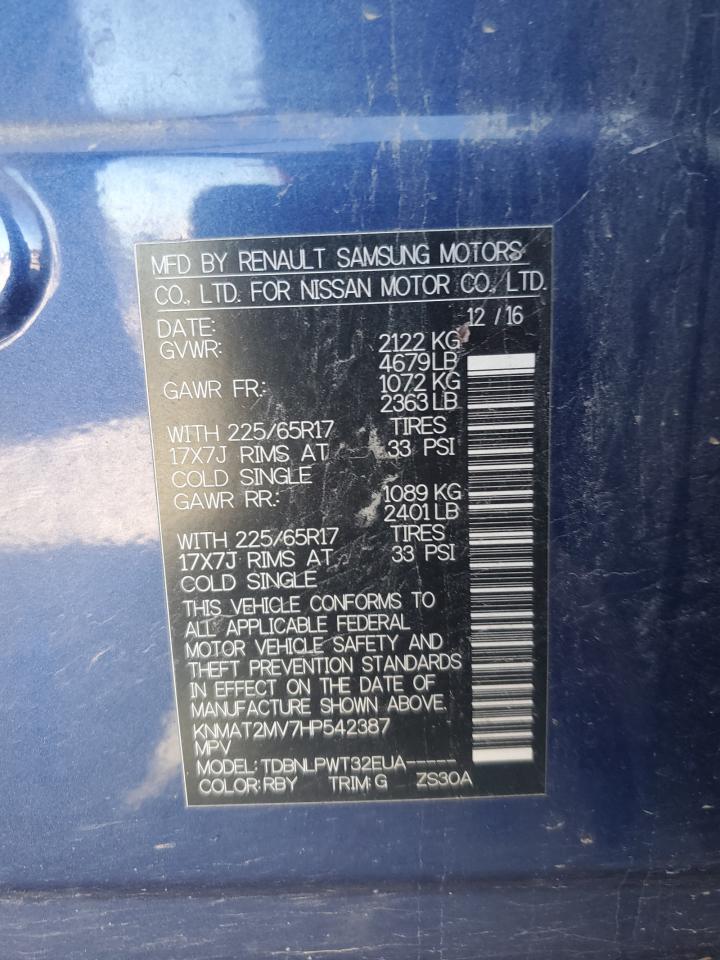 MFD BY RENAULT SAMSUNG MOTORS
CO., LTD. FOR NISSAN MOTOR CO., LTD.
DATE: 12 / 16
GVWR: 2122 KG
4679 LB
GAWR FR: 1072 KG
2363 LB
WITH 225/65R17 TIRES
17X7J RIMS AT 33 PSI
COLD SINGLE
GAWR RR: 1089 KG
2401 LB
WITH 225/65R17 TIRES
17X7J RIMS AT 33 PSI
COLD SINGLE
THIS VEHICLE CONFORMS TO
ALL APPLICABLE FEDERAL
MOTOR VEHICLE SAFETY AND
THEFT PREVENTION STANDARDS
IN EFFECT ON THE DATE OF
MANUFACTURE SHOWN ABOVE.
KNMAT2MV7HP542387
MPV
MODEL: TDBNLPWT32EUA-----
COLOR: RBY TRIM: G ZS30A